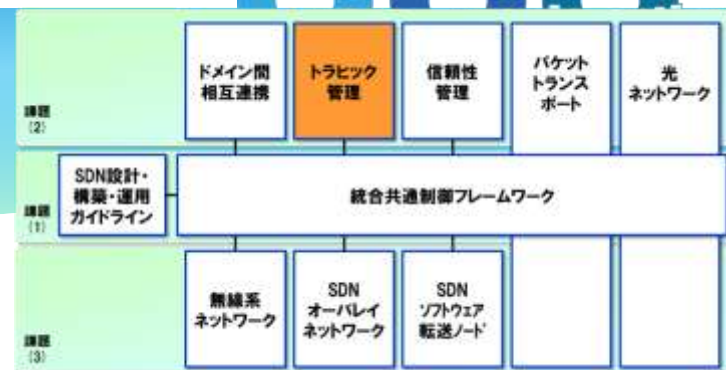 ドメイン間
相互連携
トラヒック
管理
信頼性
管理
パケット
トランス
ポート
光
ネットワーク
課題
(2)
SDN設計・
構築・運用
ガイドライン
統合共通制御フレームワーク
課題
(1)
無線系
ネットワーク
SDN
オーバレイ
ネットワーク
SDN
ソフトウェア
転送ノード
課題
(3)